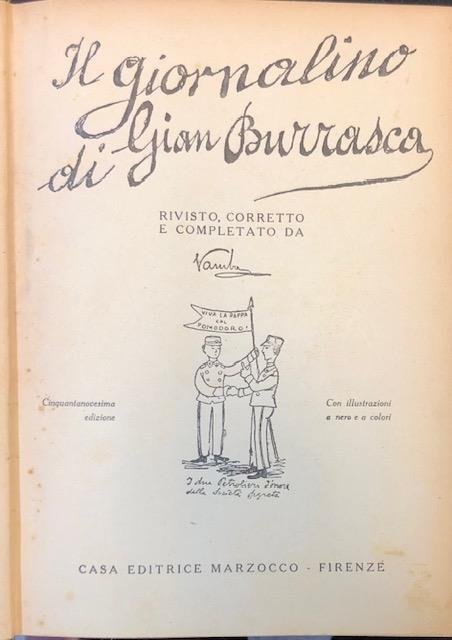 Il giornalino
di Gian Burrasca
RIVISTO, CORRETTO
E COMPLETATO DA
Vamba
VIVA LA PAPPA
COL
POMODORO!
Cinquantanovesima
edizione
Con illustrazioni
a nero e a colori
I due Petrolieri d'onore
della Società segreta
CASA EDITRICE MARZOCCO - FIRENZE